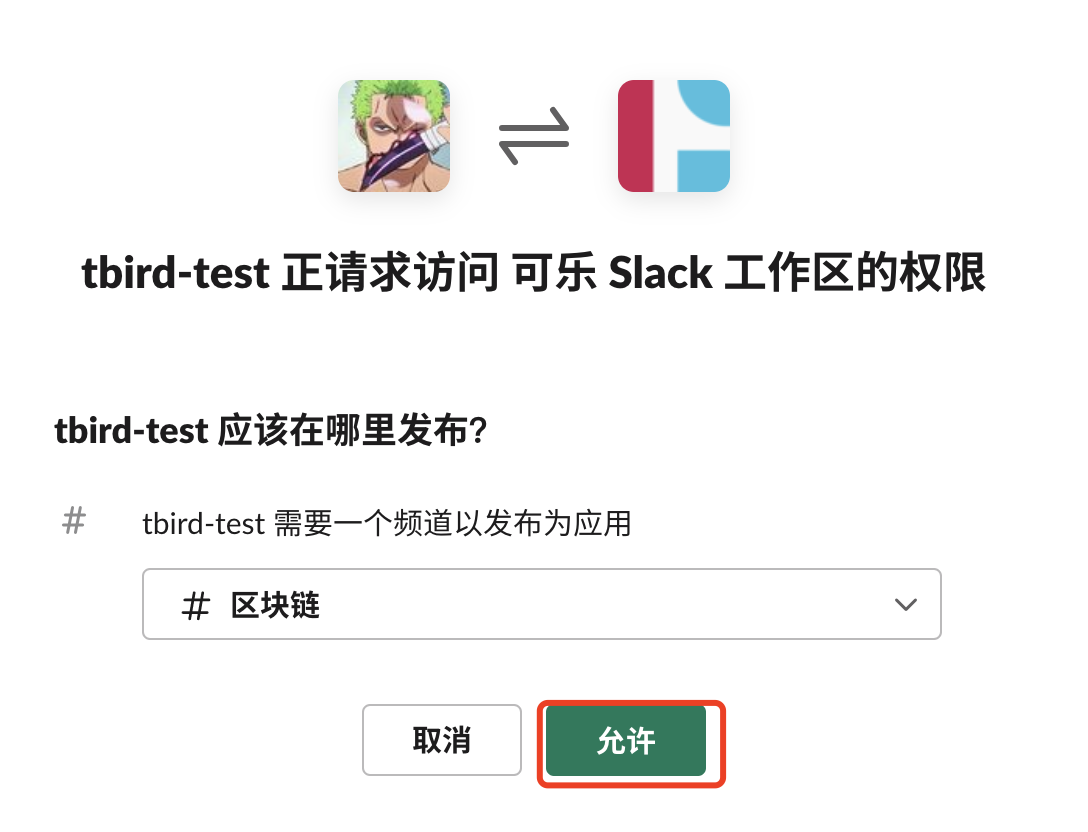 tbird-test 正请求访问 可乐 Slack 工作区的权限
tbird-test 应该在哪里发布?
# tbird-test 需要一个频道以发布为应用
# 区块链
取消 允许